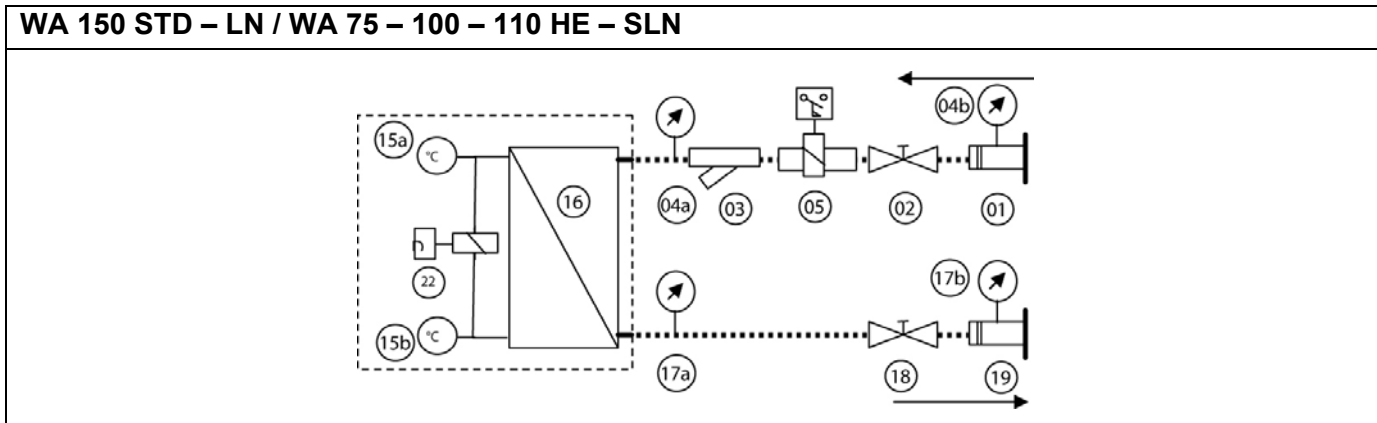 WA 150 STD – LN / WA 75 – 100 – 110 HE – SLN
04b
15a
°C
16
04a
03
05
02
01
22
17b
15b
°C
17a
18
19